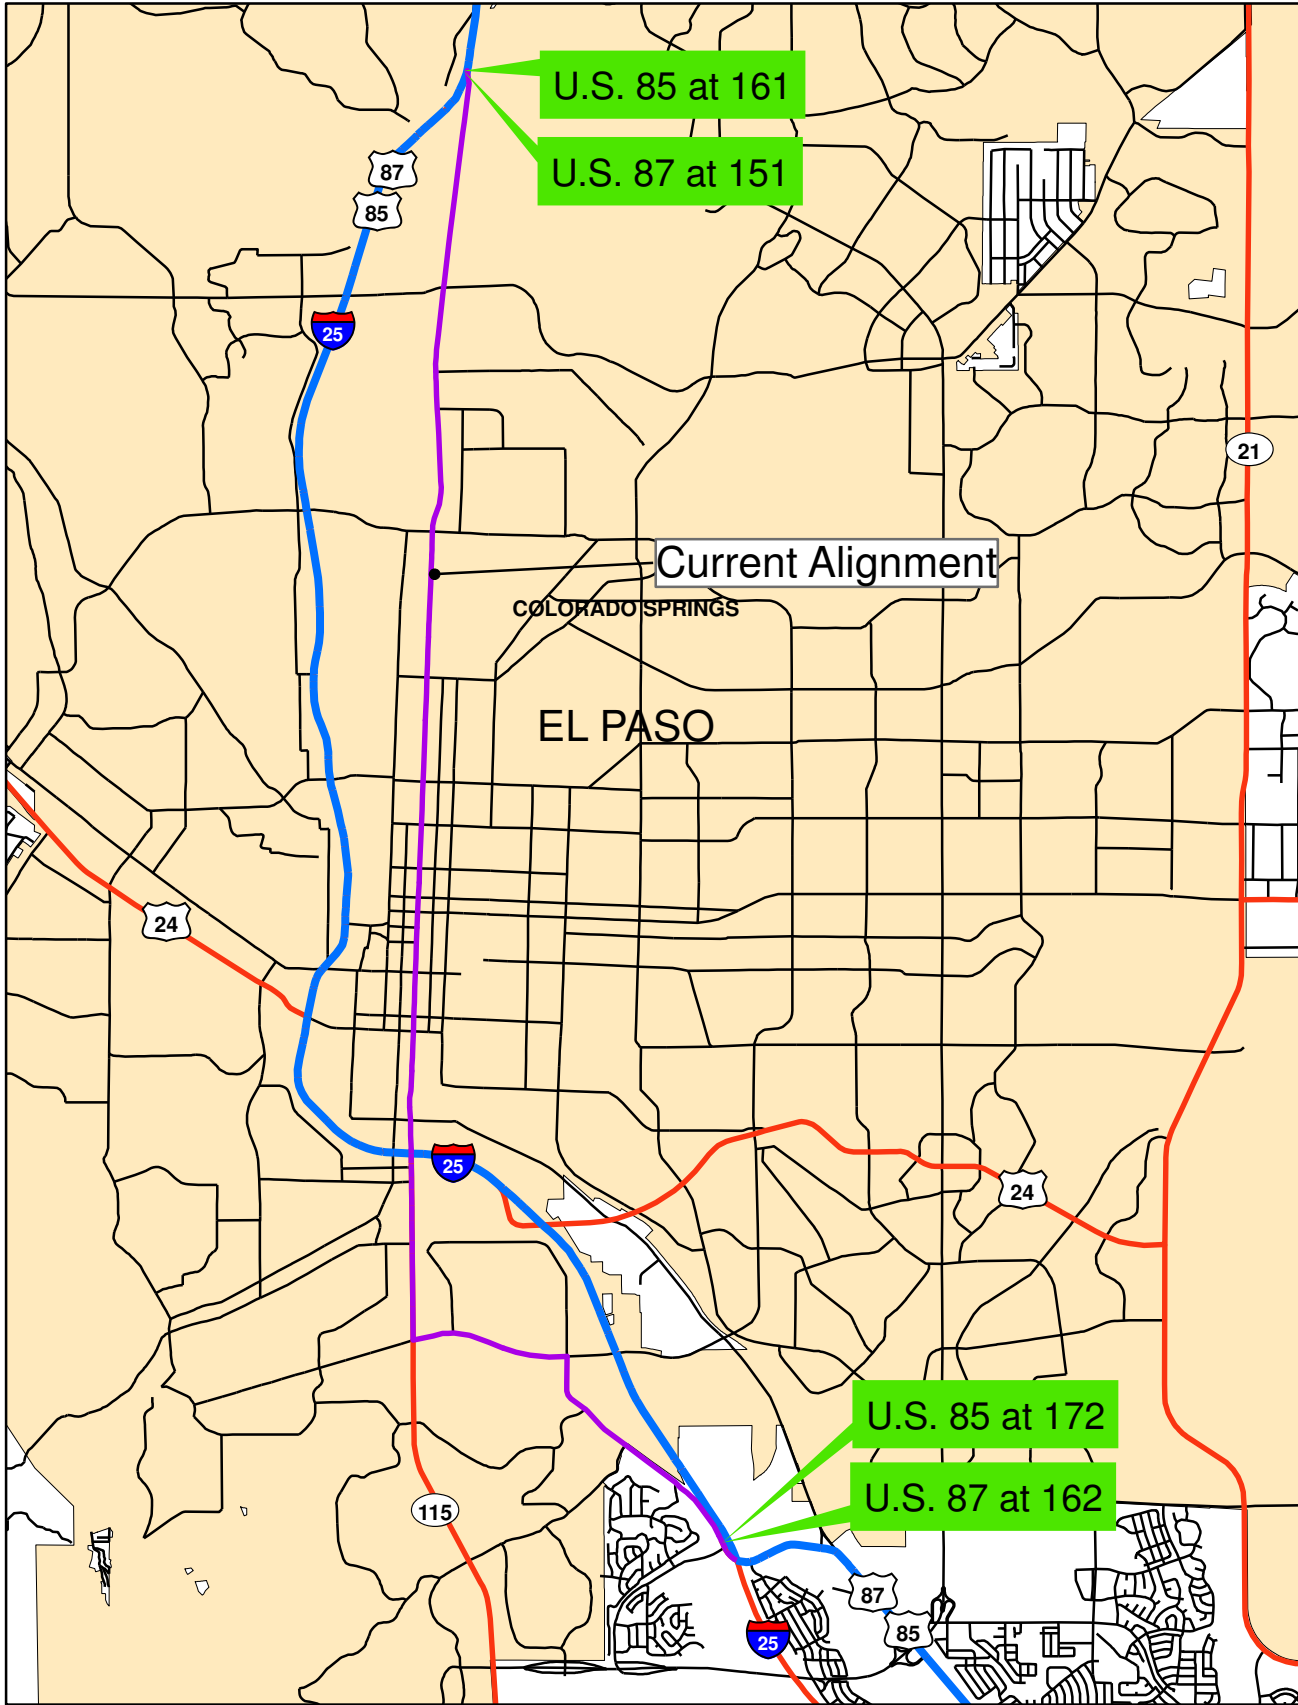 U.S. 85 at 161
U.S. 87 at 151
87
85
25
21
Current Alignment
COLORADO SPRINGS
EL PASO
24
25
24
U.S. 85 at 172
U.S. 87 at 162
115
87
85
25